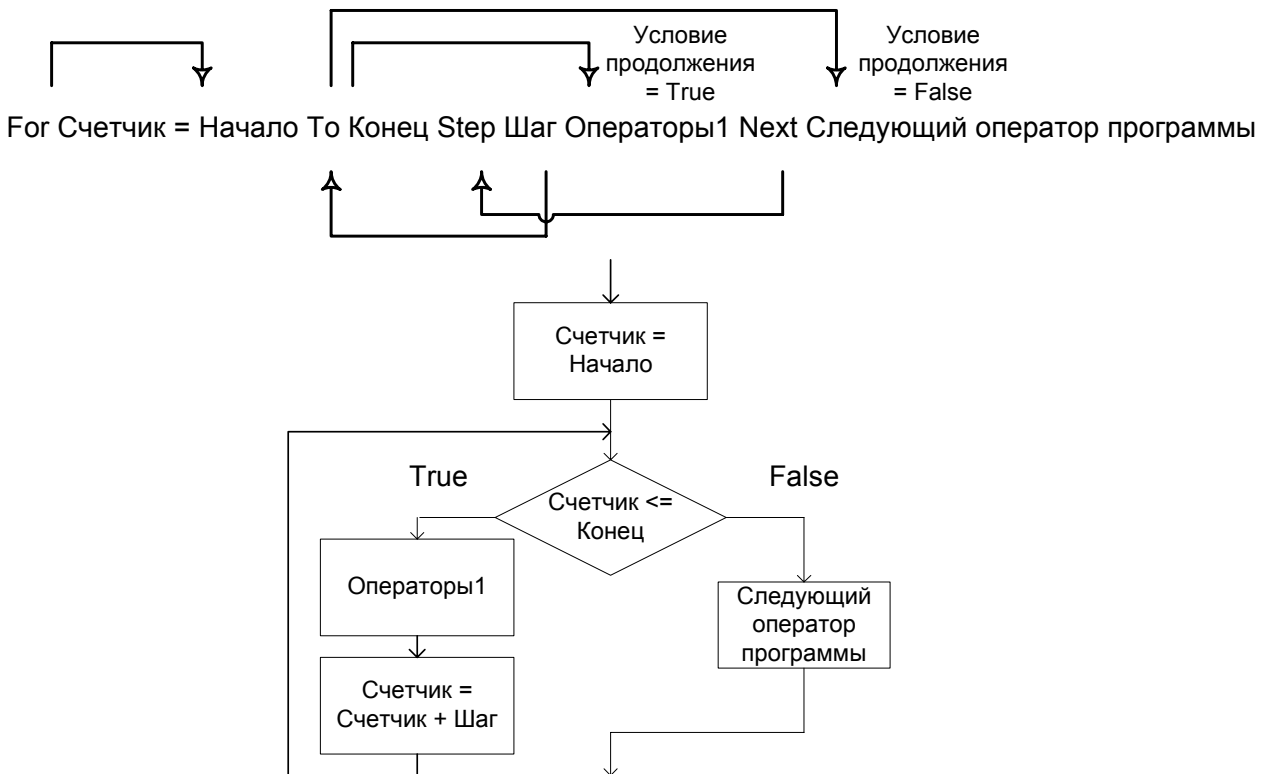 Условие
продолжения
= True
Условие
продолжения
= False
For Счетчик = Начало To Конец Step Шаг Операторы1 Next Следующий оператор программы
Счетчик =
Начало
True
False
Счетчик <=
Конец
Операторы1
Следующий
оператор
программы
Счетчик =
Счетчик + Шаг